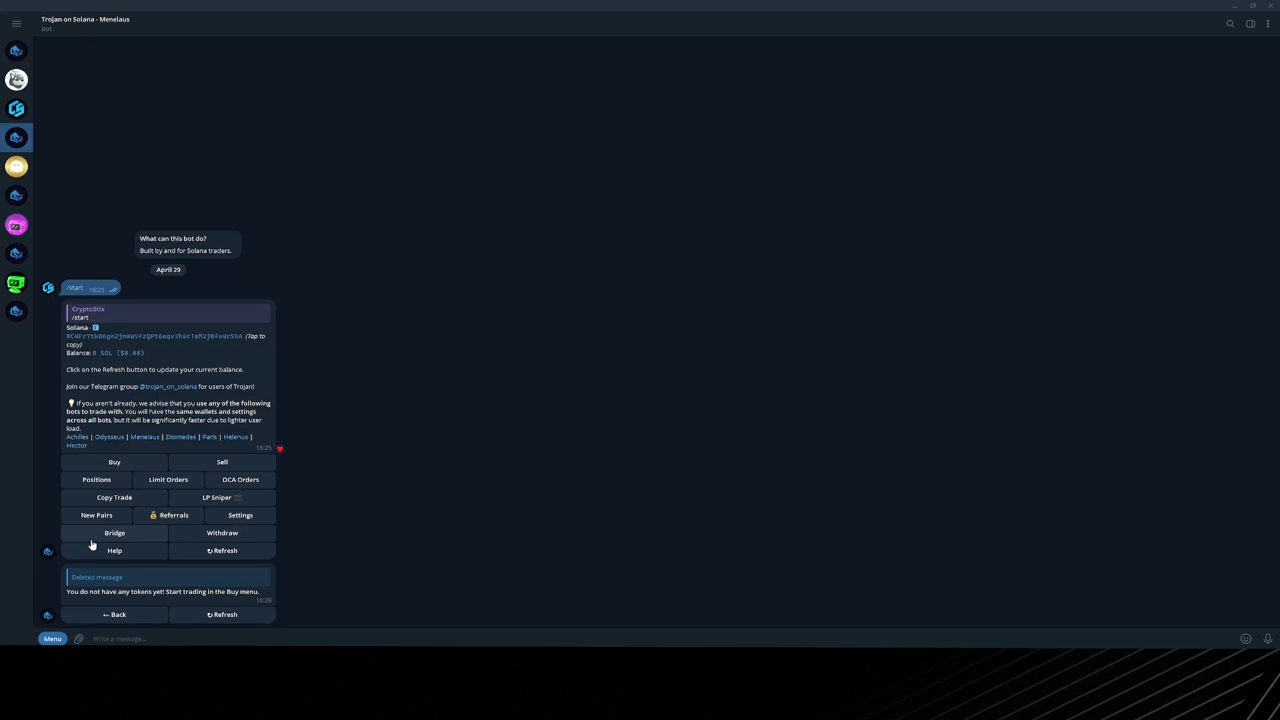 Trojan on Solana - Menelaus
bot
What can this bot do?
Built by and for Solana traders.
April 29
/start 16:25
CryptoStix
/start
Solana ·
(Tap to
copy)
Balance: 0 SOL ($0.00)
Click on the Refresh button to update your current balance.
Join our Telegram group @trojan_on_solana for users of Trojan!
💡 If you aren't already, we advise that you use any of the following
bots to trade with. You will have the same wallets and settings
across all bots, but it will be significantly faster due to lighter user
load.
Achilles | Odysseus | Menelaus | Diomedes | Paris | Helenus |
Hector
16:25
Buy Sell
Positions Limit Orders DCA Orders
Copy Trade LP Sniper
New Pairs 💰 Referrals Settings
Bridge Withdraw
Help ↻ Refresh
Deleted message
You do not have any tokens yet! Start trading in the Buy menu.
16:29
← Back ↻ Refresh
Menu Write a message...